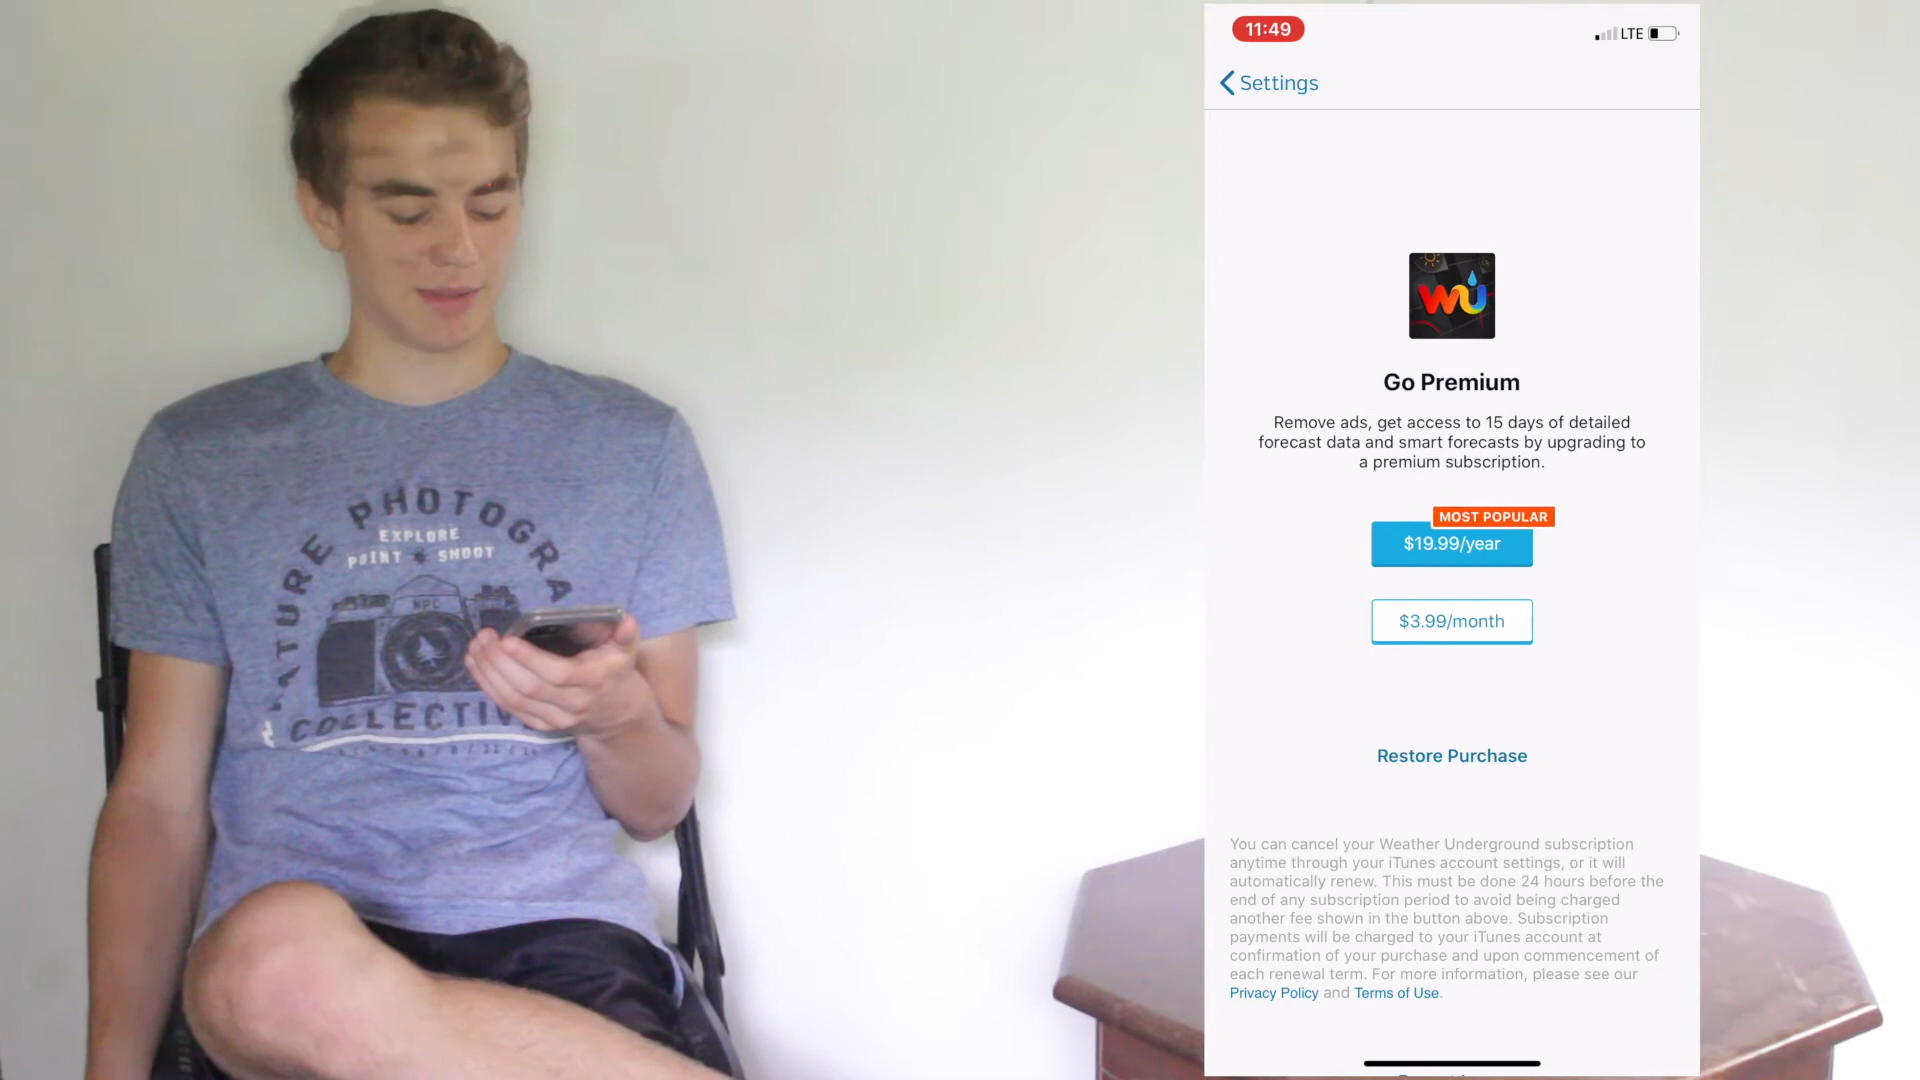 11:49
LTE
Settings
WU
Go Premium
Remove ads, get access to 15 days of detailed
forecast data and smart forecasts by upgrading to
a premium subscription.
MOST POPULAR
$19.99/year
$3.99/month
Restore Purchase
You can cancel your Weather Underground subscription
anytime through your iTunes account settings, or it will
automatically renew. This must be done 24 hours before the
end of any subscription period to avoid being charged
another fee shown in the button above. Subscription
payments will be charged to your iTunes account at
confirmation of your purchase and upon commencement of
each renewal term. For more information, please see our
Privacy Policy and Terms of Use.
ATURE PHOTOGRA
EXPLORE
POINT SHOOT
NPC
COLLECTIV